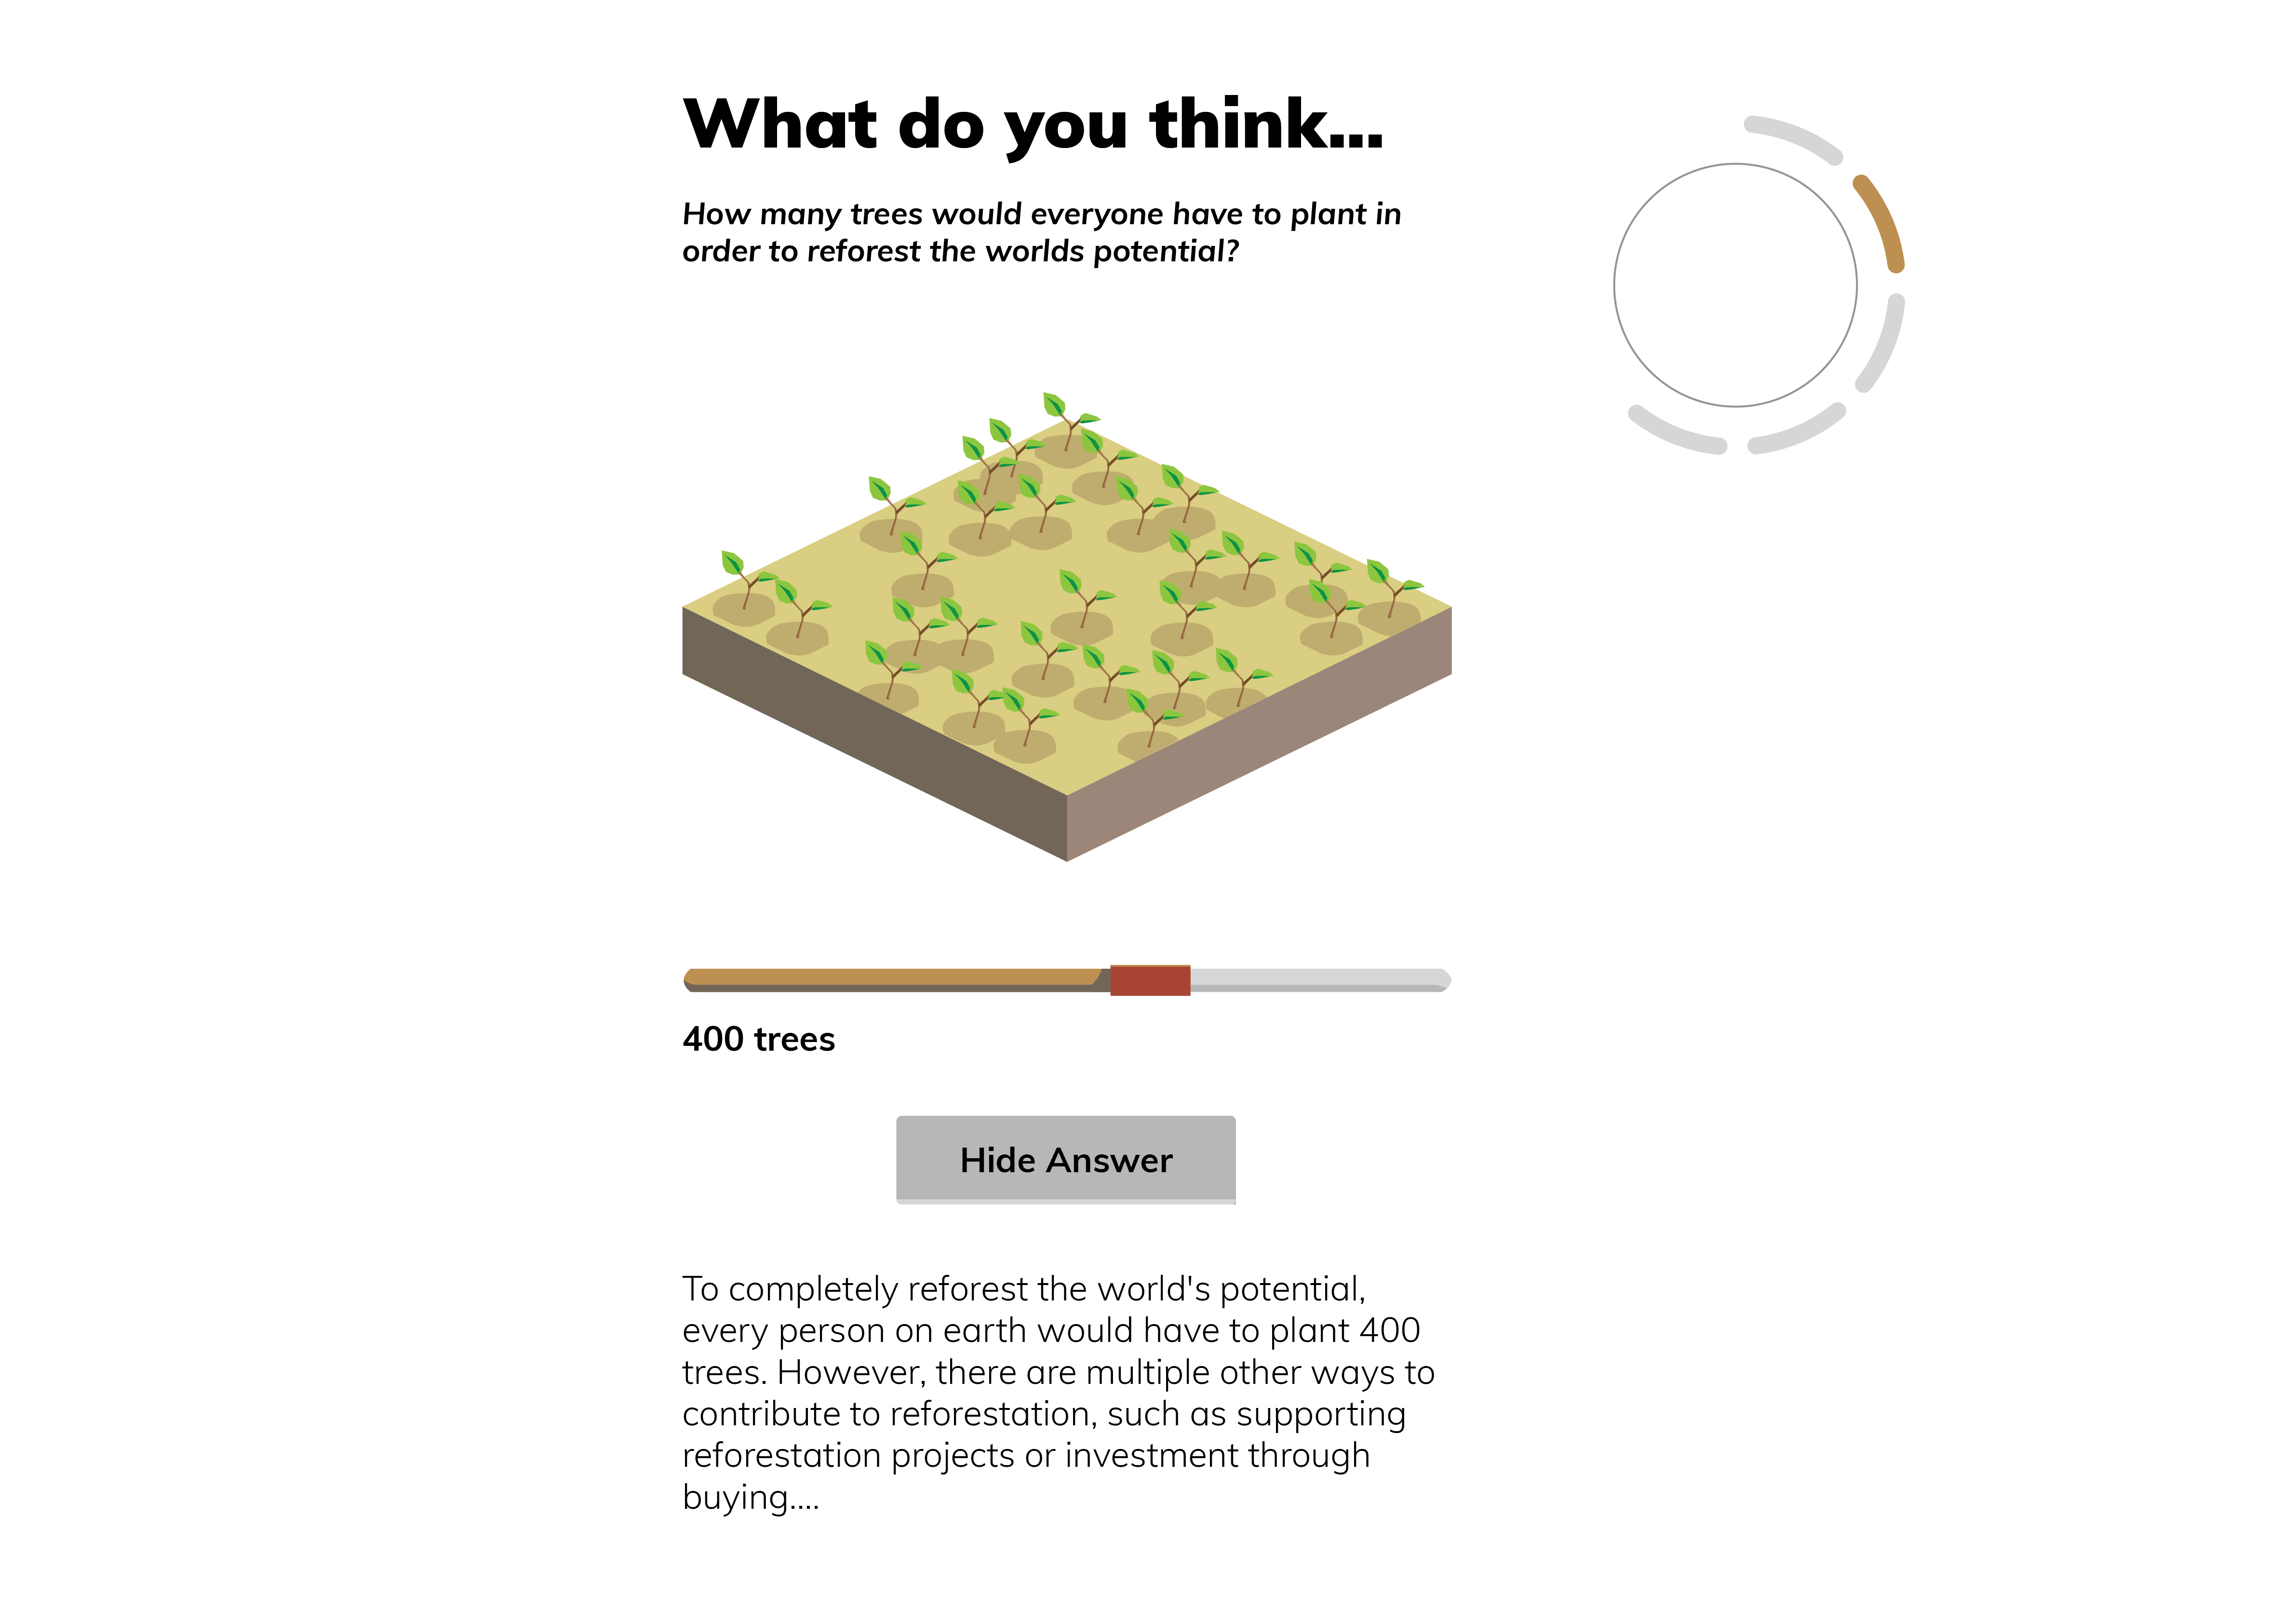 What do you think...
How many trees would everyone have to plant in
order to reforest the worlds potential?
400 trees
Hide Answer
To completely reforest the world's potential,
every person on earth would have to plant 400
trees. However, there are multiple other ways to
contribute to reforestation, such as supporting
reforestation projects or investment through
buying....